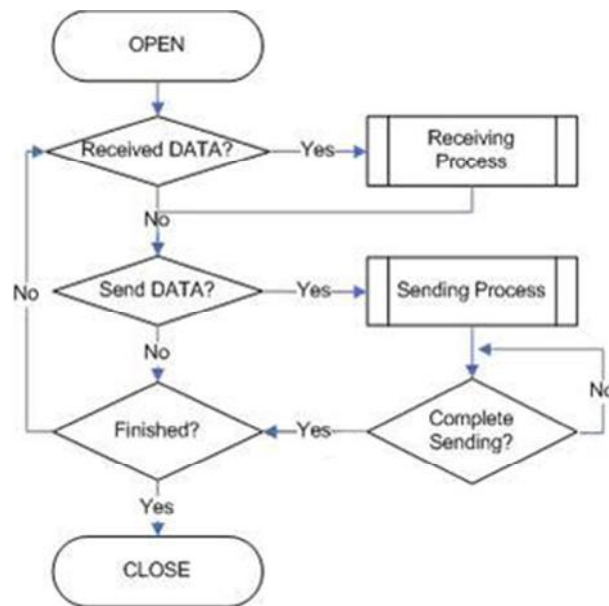 OPEN
Received DATA?
Yes
Receiving
Process
No
Send DATA?
Yes
Sending Process
No
No
Finished?
Yes
Complete
Sending?
No
Yes
CLOSE